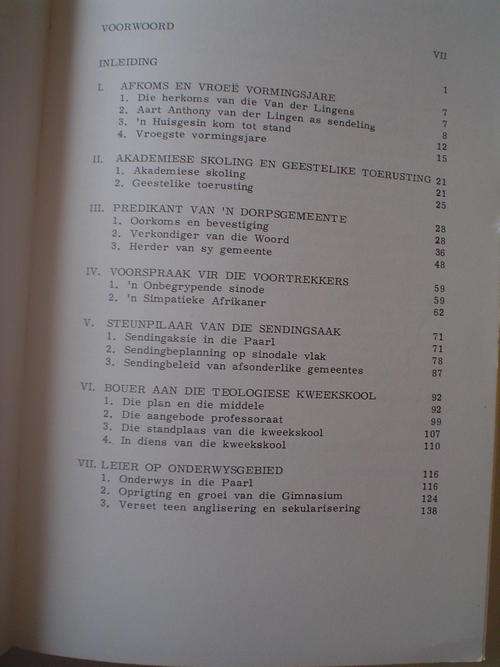 VOORWOORD VII
INLEIDING 1
I. AFKOMS EN VROEË VORMINGSJARE 7
1. Die herkoms van die Van der Lingens 7
2. Aart Anthony van der Lingen as sendeling 8
3. 'n Huisgesin kom tot stand 12
4. Vroegste vormingsjare 15
II. AKADEMIESE SKOLING EN GEESTELIKE TOERUSTING 21
1. Akademiese skoling 21
2. Geestelike toerusting 25
III. PREDIKANT VAN 'N DORPSGEMEENTE 28
1. Oorkoms en bevestiging 28
2. Verkondiger van die Woord 36
3. Herder van sy gemeente 48
IV. VOORSPRAAK VIR DIE VOORTREKKERS 59
1. 'n Onbegrypende sinode 59
2. 'n Simpatieke Afrikaner 62
V. STEUNPILAAR VAN DIE SENDINGSAAK 71
1. Sendingaksie in die Paarl 71
2. Sendingbeplanning op sinodale vlak 78
3. Sendingbeleid van afsonderlike gemeentes 87
VI. BOUER AAN DIE TEOLOGIESE KWEEKSKOOL 92
1. Die plan en die middele 92
2. Die aangebode professoraat 99
3. Die standplaas van die kweekskool 107
4. In diens van die kweekskool 110
VII. LEIER OP ONDERWYSGEBIED 116
1. Onderwys in die Paarl 116
2. Oprigting en groei van die Gimnasium 124
3. Verset teen anglisering en sekularisering 138